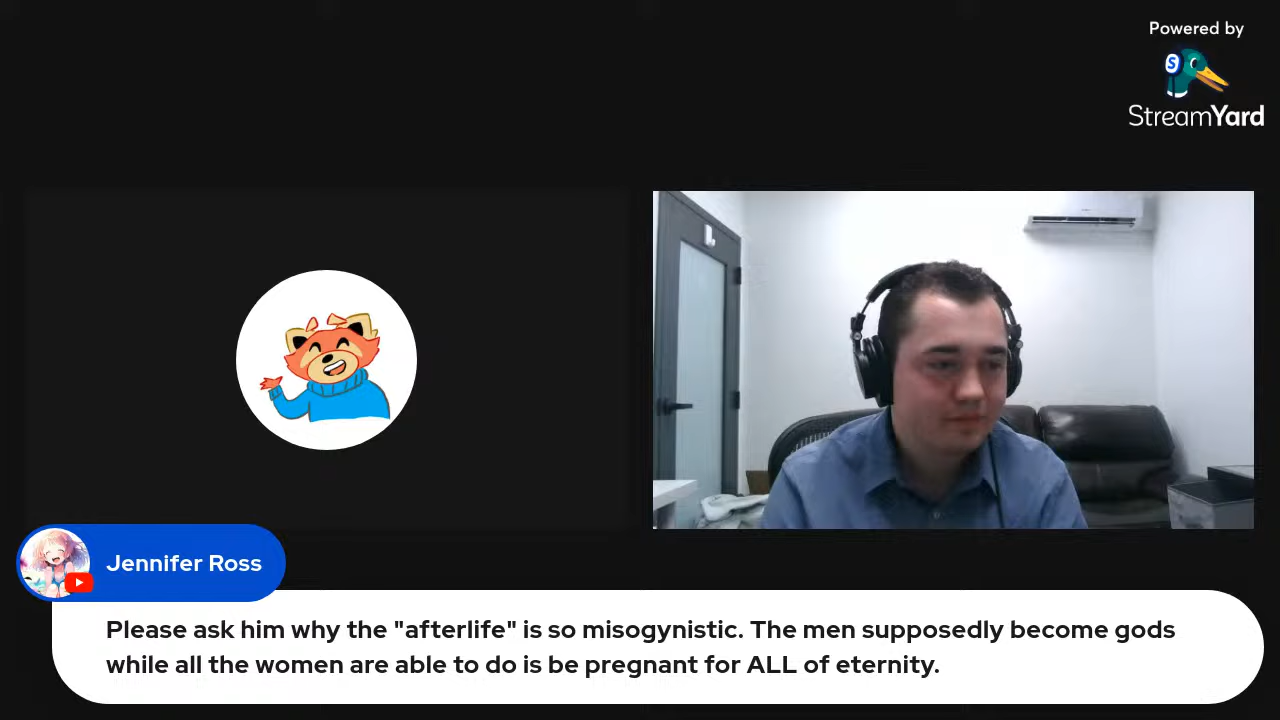 Powered by
S
StreamYard
Jennifer Ross
Please ask him why the "afterlife" is so misogynistic. The men supposedly become gods
while all the women are able to do is be pregnant for ALL of eternity.